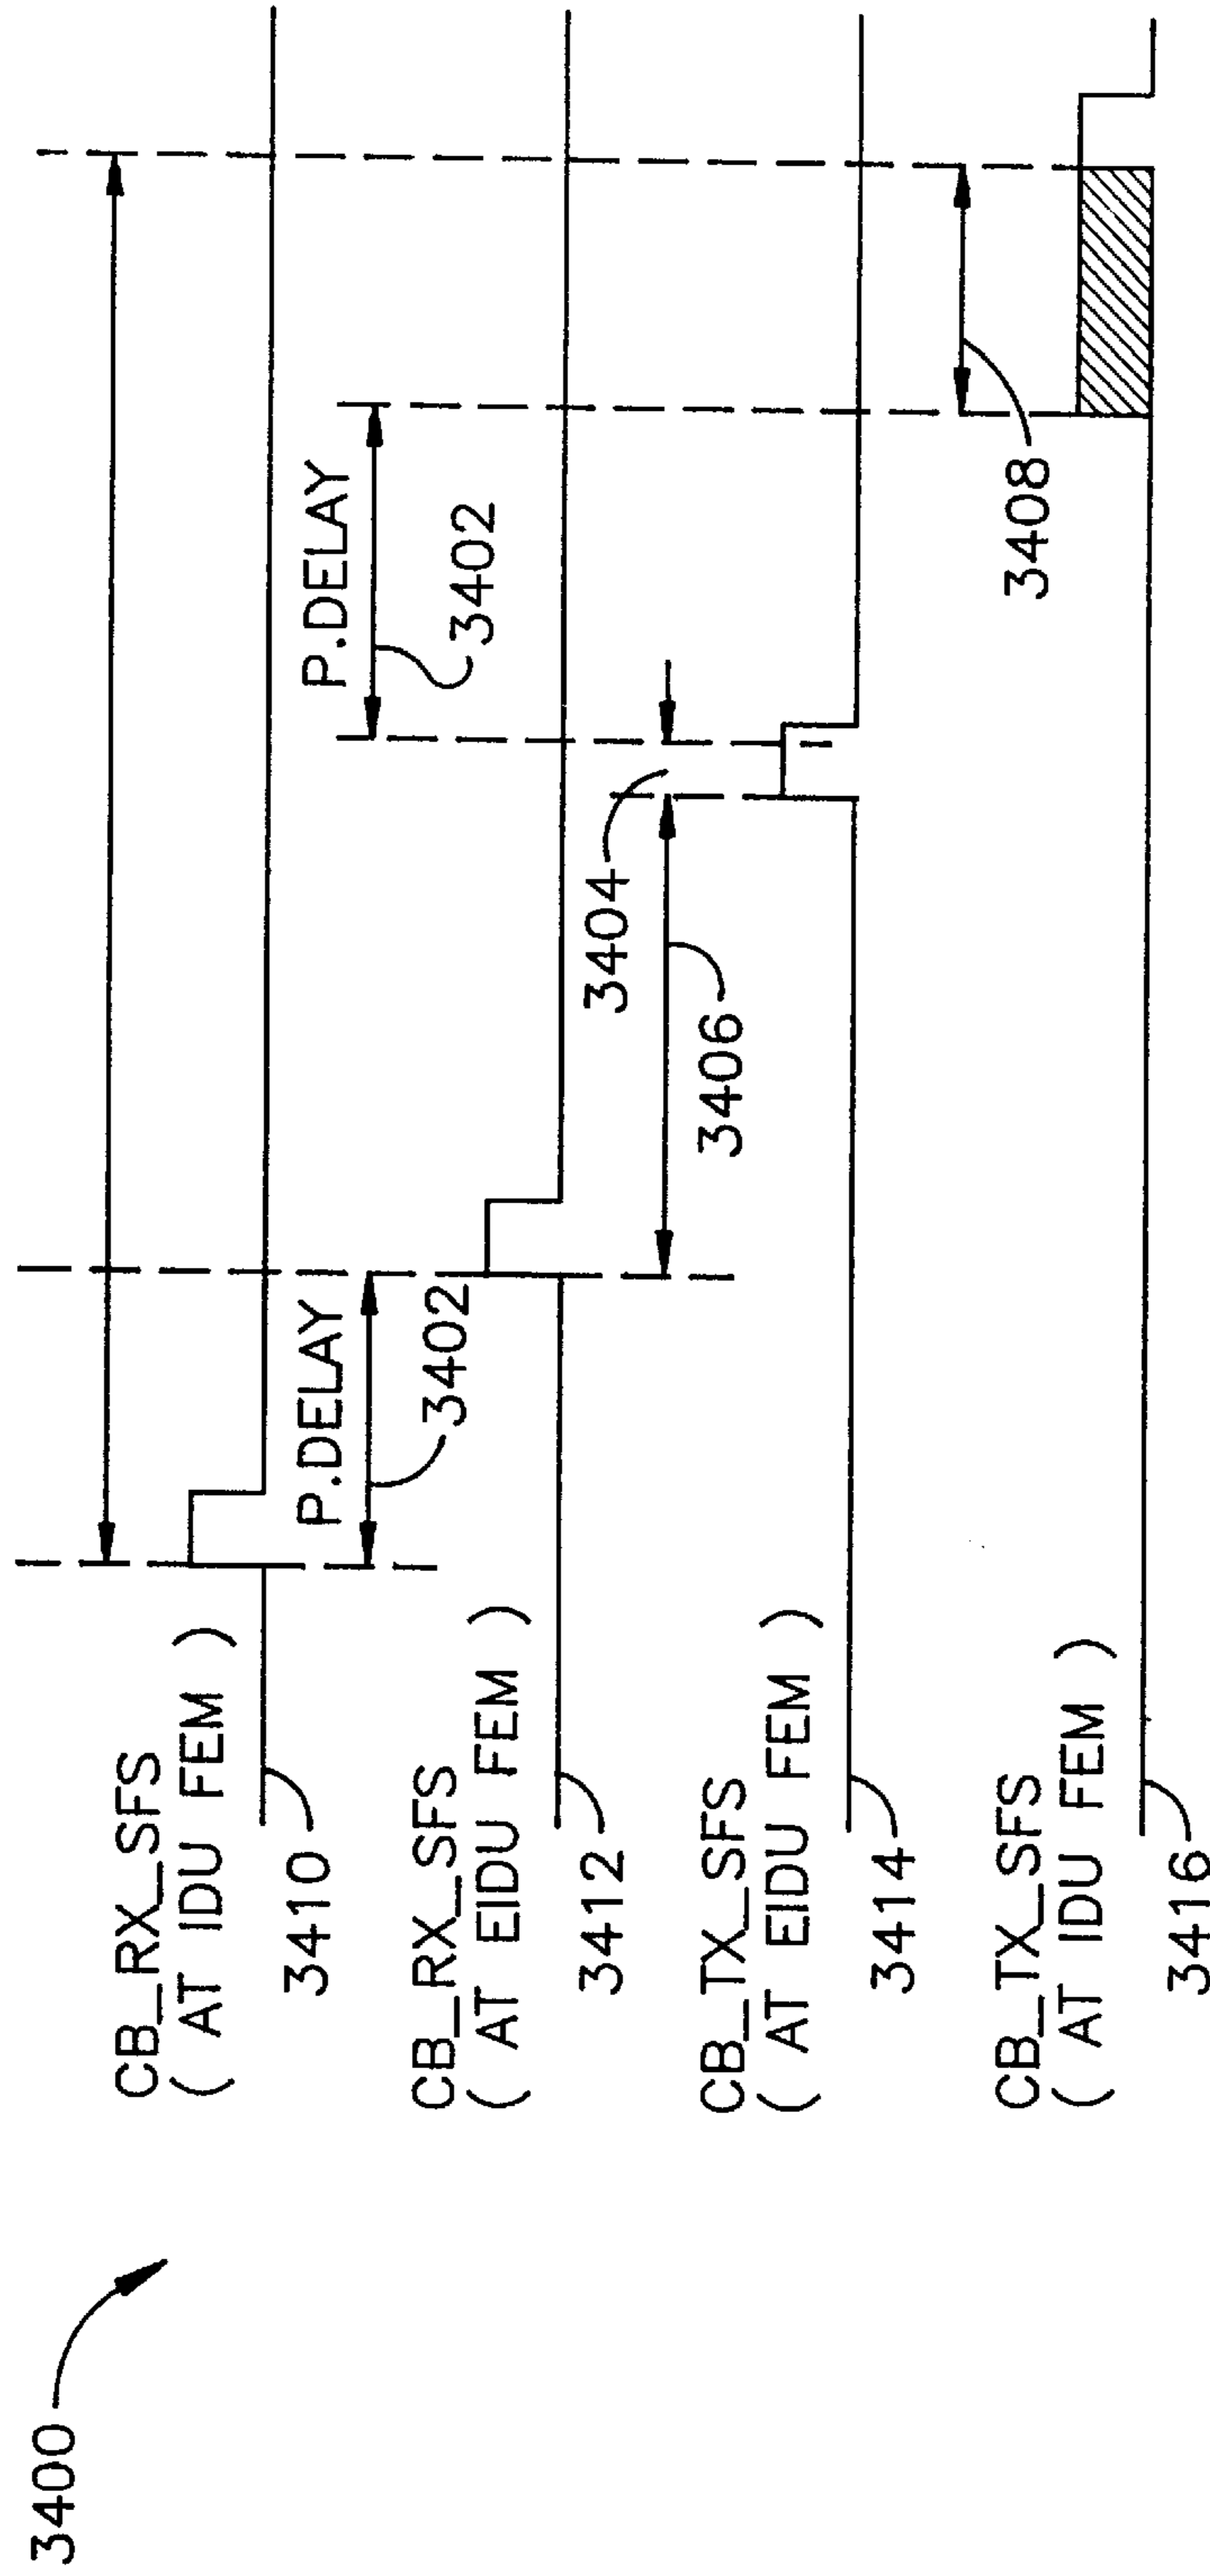 3400
CB_RX_SFS
( AT IDU FEM )
3410
P.DELAY
3402
CB_RX_SFS
( AT EIDU FEM )
3412
P.DELAY
3402
3404
3406
CB_TX_SFS
( AT EIDU FEM )
3414
3408
CB_TX_SFS
( AT IDU FEM )
3416